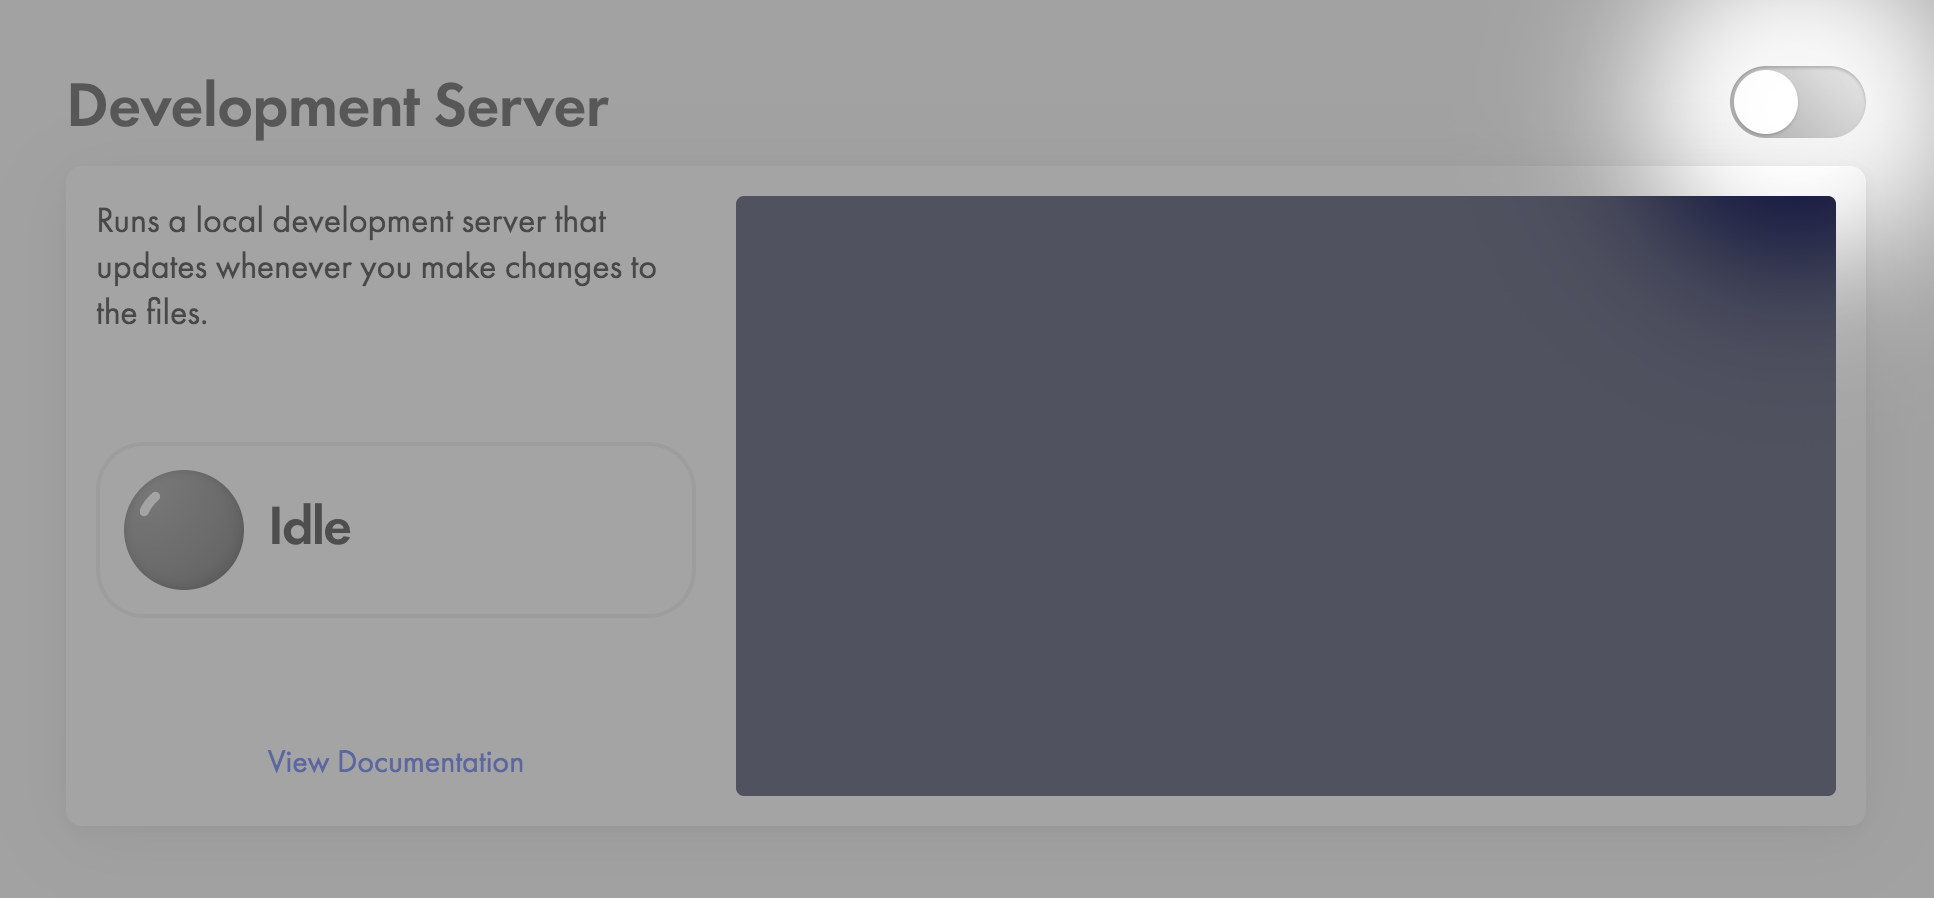 Development Server
Runs a local development server that
updates whenever you make changes to
the files.
Idle
View Documentation